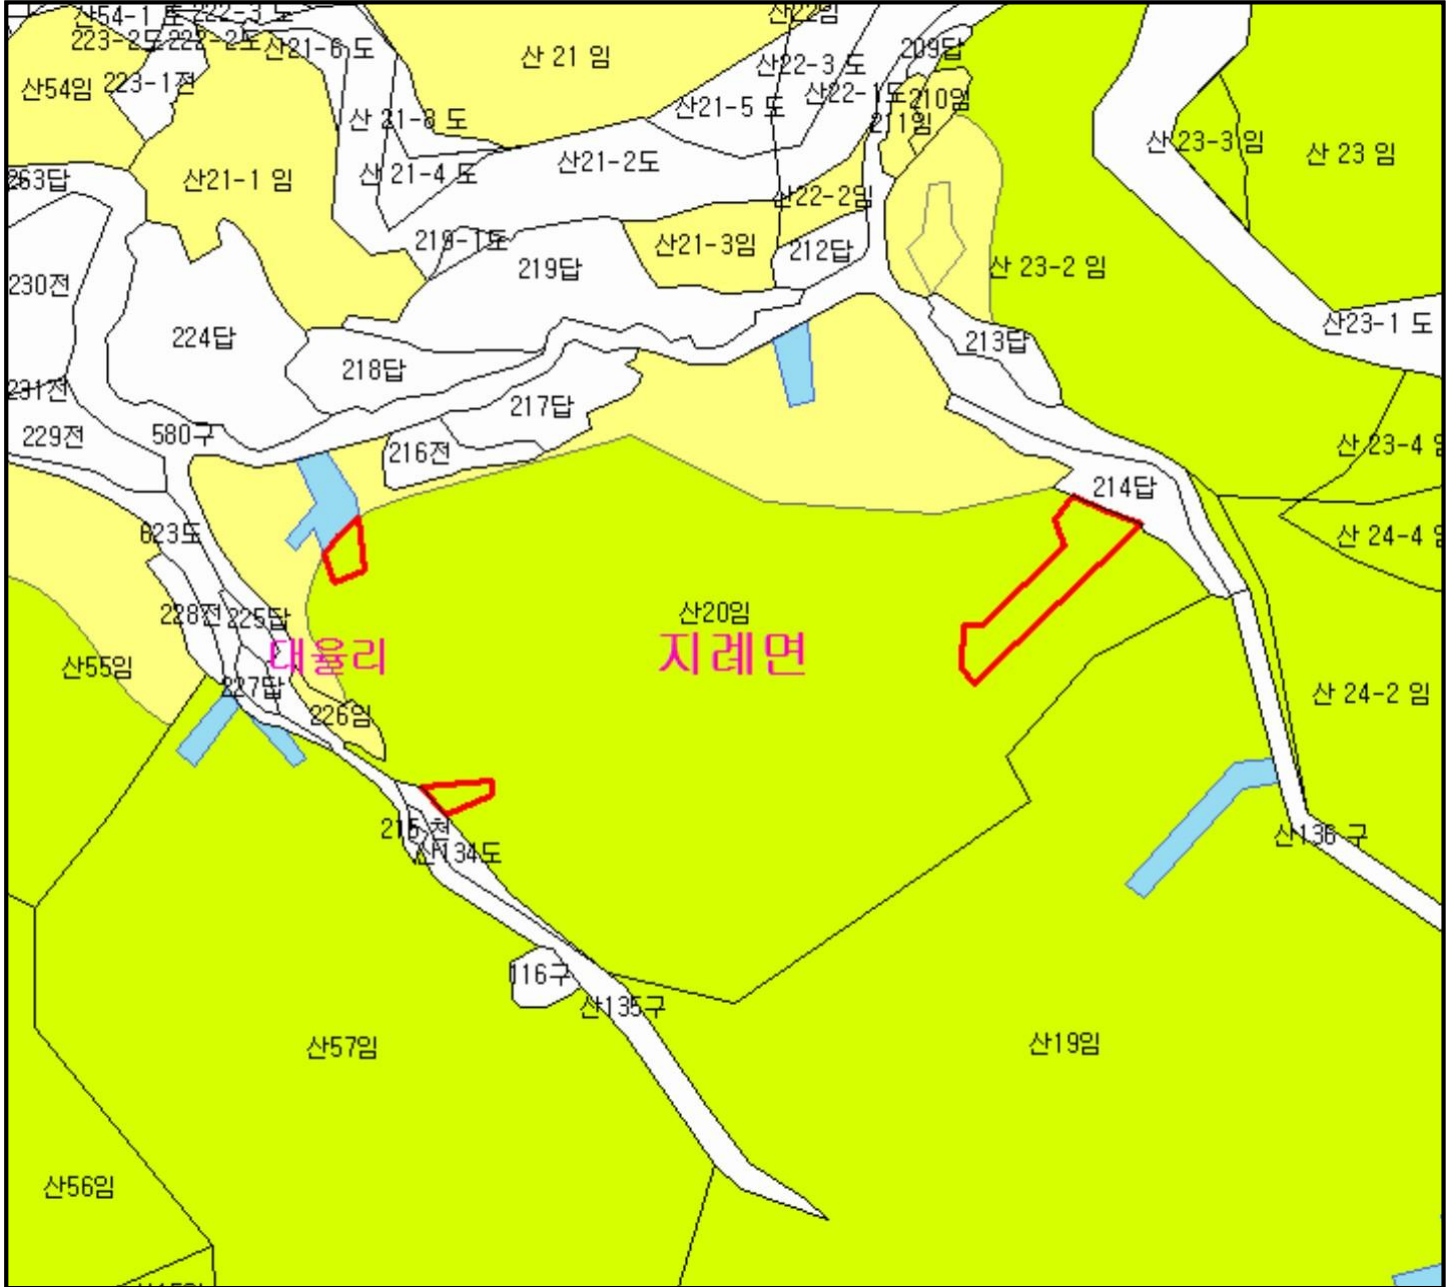 산54-1 도
222-3 도
산22임
223-2도
222-2도
산21-6 도
산 21 임
209답
산54임
223-1전
산22-3 도
산22-1도
210임
산21-5 도
산 21-8 도
211임
산 23-3 임
산 23 임
263답
산21-1 임
산 21-4 도
산21-2도
산22-2임
219-1도
산21-3임
212답
219답
산 23-2 임
230전
산23-1 도
224답
213답
218답
231전
217답
229전
580구
216전
산 23-4 임
214답
623도
산 24-4 임
228전
225답
산20임
대율리
지례면
산55임
227답
산 24-2 임
226임
215 천
산134도
산136 구
116구
산135구
산57임
산19임
산56임